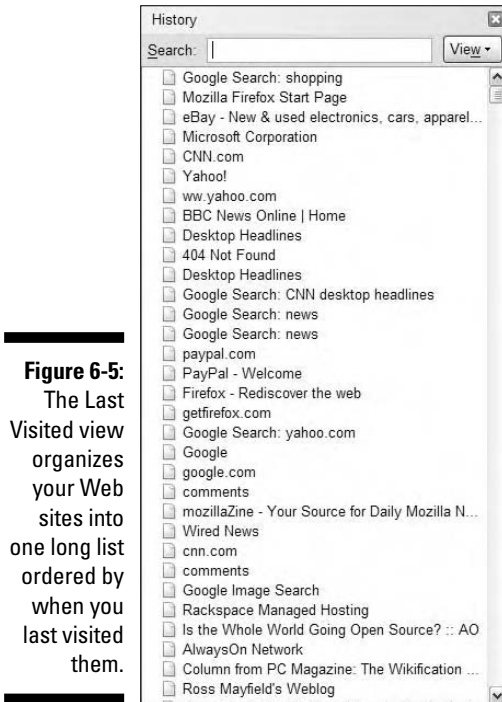 History
Search:
View
Google Search: shopping
Mozilla Firefox Start Page
eBay - New & used electronics, cars, apparel...
Microsoft Corporation
CNN.com
Yahoo!
ww.yahoo.com
BBC News Online | Home
Desktop Headlines
404 Not Found
Desktop Headlines
Google Search: CNN desktop headlines
Google Search: news
Google Search: news
paypal.com
PayPal - Welcome
Firefox - Rediscover the web
getfirefox.com
Google Search: yahoo.com
Google
google.com
comments
mozillaZine - Your Source for Daily Mozilla N...
Wired News
cnn.com
comments
Google Image Search
Rackspace Managed Hosting
Is the Whole World Going Open Source? :: AO
AlwaysOn Network
Column from PC Magazine: The Wikification ...
Ross Mayfield's Weblog
Figure 6-5:
The Last
Visited view
organizes
your Web
sites into
one long list
ordered by
when you
last visited
them.